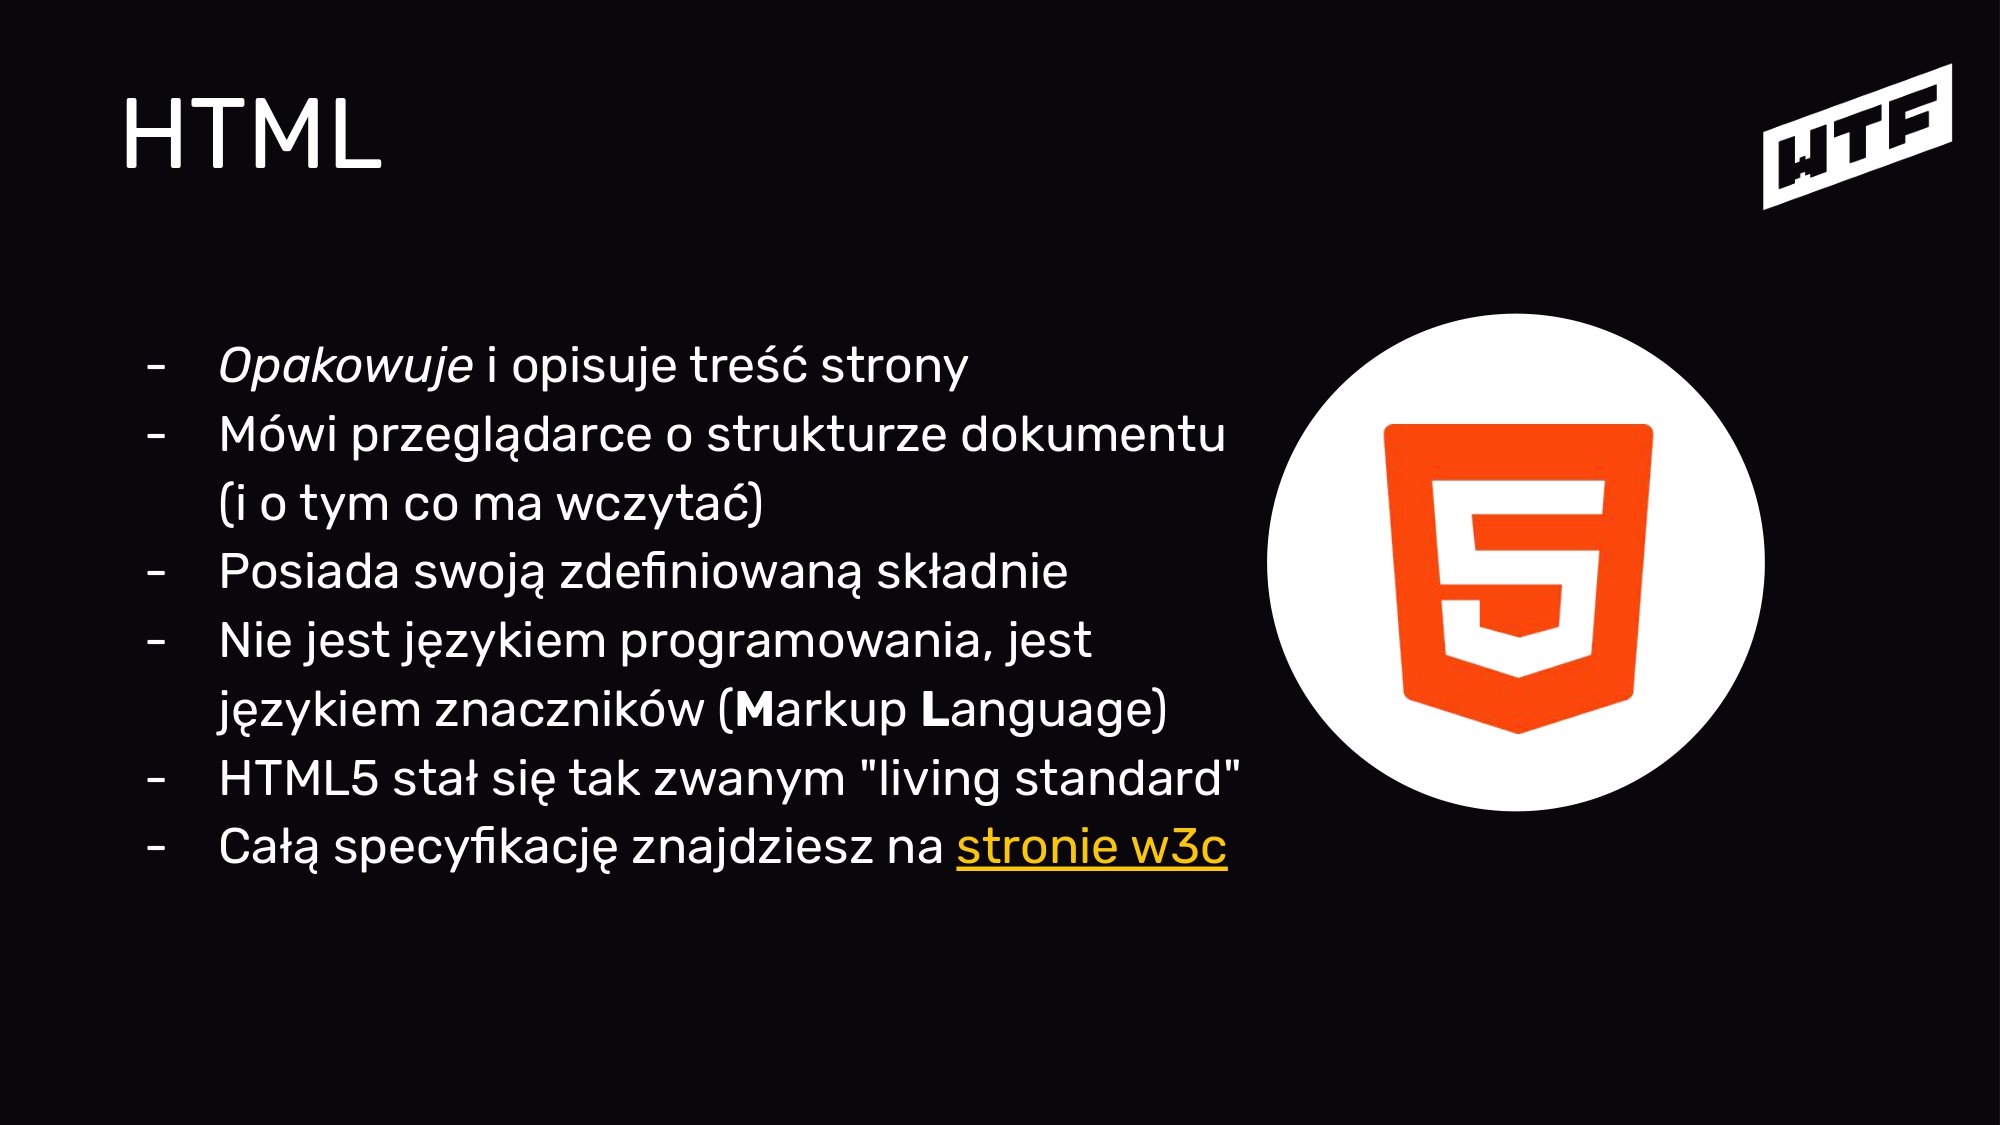 HTML
WTF
- Opakowuje i opisuje treść strony
- Mówi przeglądarce o strukturze dokumentu
(i o tym co ma wczytać)
- Posiada swoją zdefiniowaną składnie
- Nie jest językiem programowania, jest
językiem znaczników (Markup Language)
- HTML5 stał się tak zwanym "living standard"
- Całą specyfikację znajdziesz na stronie w3c
5